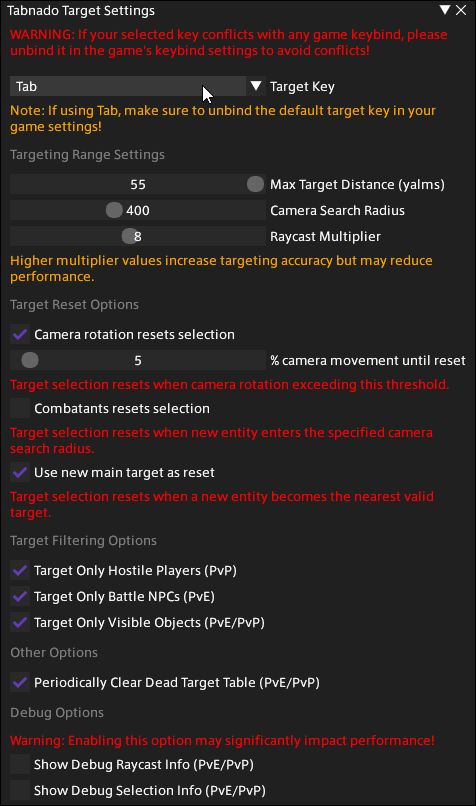 Tabnado Target Settings
WARNING: If your selected key conflicts with any game keybind, please
unbind it in the game's keybind settings to avoid conflicts!
Tab Target Key
Note: If using Tab, make sure to unbind the default target key in your
game settings!
Targeting Range Settings
55 Max Target Distance (yalms)
400 Camera Search Radius
8 Raycast Multiplier
Higher multiplier values increase targeting accuracy but may reduce
performance.
Target Reset Options
Camera rotation resets selection
5 % camera movement until reset
Target selection resets when camera rotation exceeding this threshold.
Combatants resets selection
Target selection resets when new entity enters the specified camera
search radius.
Use new main target as reset
Target selection resets when a new entity becomes the nearest valid
target.
Target Filtering Options
Target Only Hostile Players (PvP)
Target Only Battle NPCs (PvE)
Target Only Visible Objects (PvE/PvP)
Other Options
Periodically Clear Dead Target Table (PvE/PvP)
Debug Options
Warning: Enabling this option may significantly impact performance!
Show Debug Raycast Info (PvE/PvP)
Show Debug Selection Info (PvE/PvP)